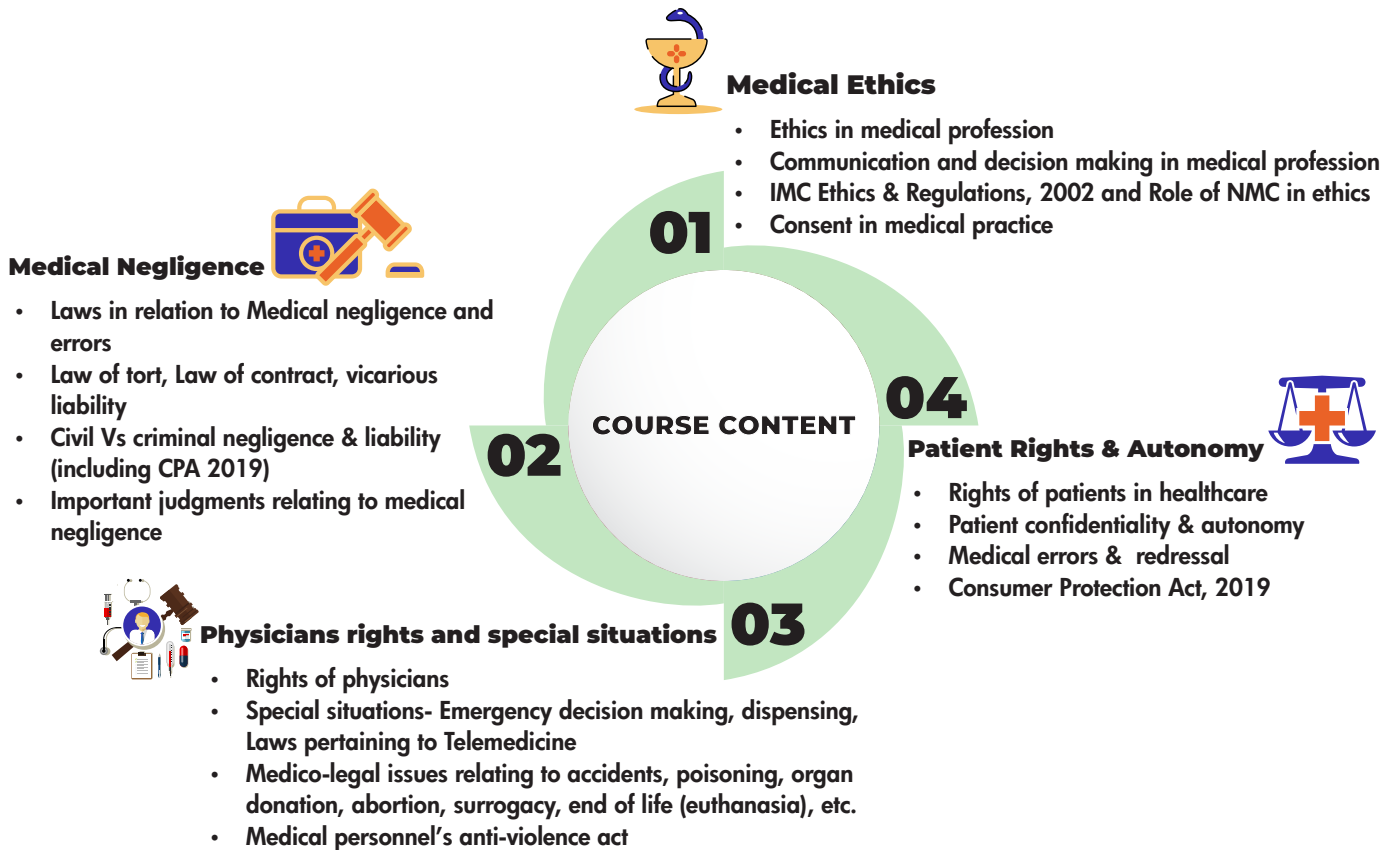 COURSE CONTENT
01
Medical Ethics
• Ethics in medical profession
• Communication and decision making in medical profession
• IMC Ethics & Regulations, 2002 and Role of NMC in ethics
• Consent in medical practice
02
Medical Negligence
• Laws in relation to Medical negligence and
errors
• Law of tort, Law of contract, vicarious
liability
• Civil Vs criminal negligence & liability
(including CPA 2019)
• Important judgments relating to medical
negligence
03
Physicians rights and special situations
• Rights of physicians
• Special situations- Emergency decision making, dispensing,
Laws pertaining to Telemedicine
• Medico-legal issues relating to accidents, poisoning, organ
donation, abortion, surrogacy, end of life (euthanasia), etc.
• Medical personnel's anti-violence act
04
Patient Rights & Autonomy
• Rights of patients in healthcare
• Patient confidentiality & autonomy
• Medical errors & redressal
• Consumer Protection Act, 2019